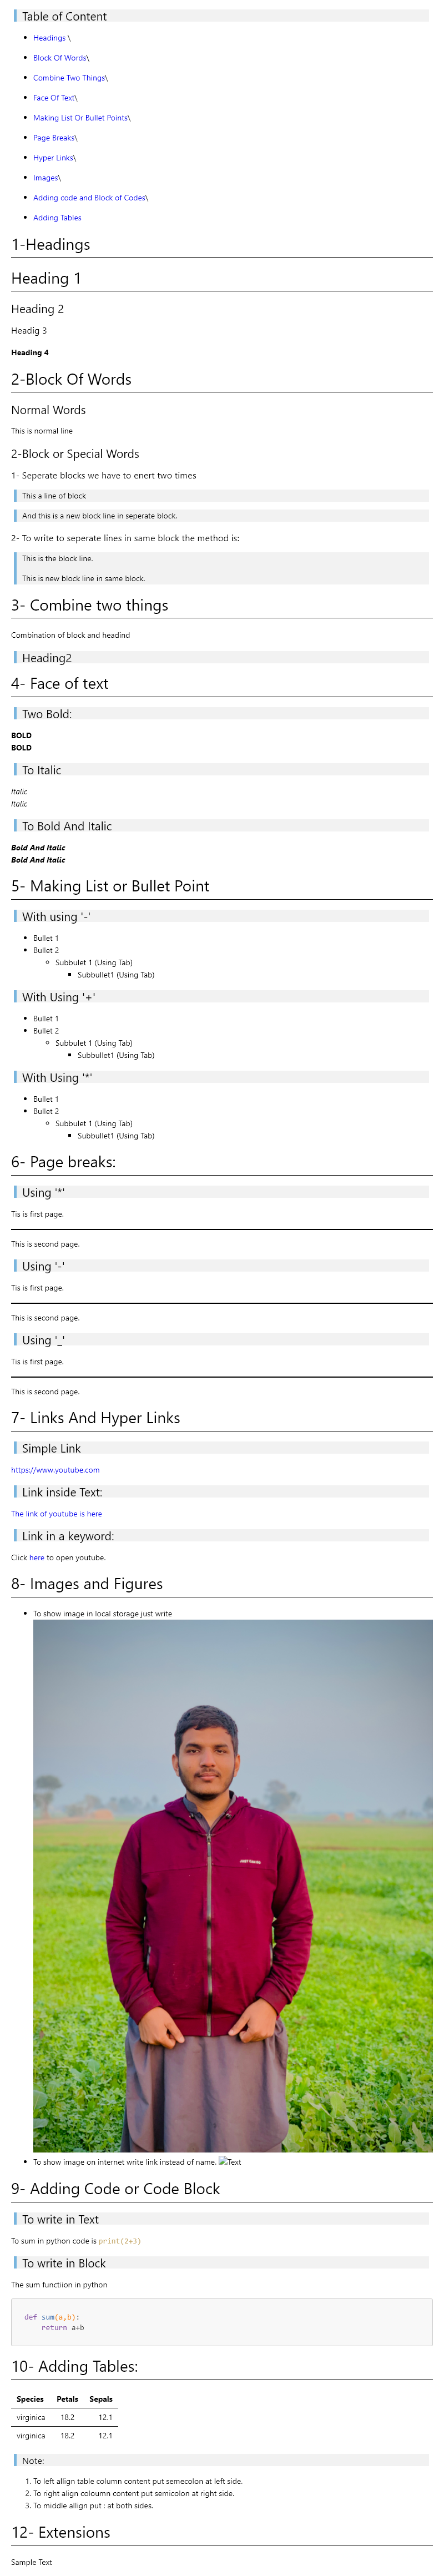 Table of Content
Headings \
Block Of Words\
Combine Two Things\
Face Of Text\
Making List Or Bullet Points\
Page Breaks\
Hyper Links\
Images\
Adding code and Block of Codes\
Adding Tables
1-Headings
Heading 1
Heading 2
Headig 3
Heading 4
2-Block Of Words
Normal Words
This is normal line
2-Block or Special Words
1- Seperate blocks we have to enert two times
This a line of block
And this is a new block line in seperate block.
2- To write to seperate lines in same block the method is:
This is the block line.
This is new block line in same block.
3- Combine two things
Combination of block and headind
Heading2
4- Face of text
Two Bold:
BOLD
BOLD
To Italic
Italic
Italic
To Bold And Italic
Bold And Italic
Bold And Italic
5- Making List or Bullet Point
With using '-'
Bullet 1
Bullet 2
Subbulet 1 (Using Tab)
Subbullet1 (Using Tab)
With Using '+'
Bullet 1
Bullet 2
Subbulet 1 (Using Tab)
Subbullet1 (Using Tab)
With Using '*'
Bullet 1
Bullet 2
Subbulet 1 (Using Tab)
Subbullet1 (Using Tab)
6- Page breaks:
Using '*'
Tis is first page.
This is second page.
Using '-'
Tis is first page.
This is second page.
Using '_'
Tis is first page.
This is second page.
7- Links And Hyper Links
Simple Link
https://www.youtube.com
Link inside Text:
The link of youtube is here
Link in a keyword:
Click here to open youtube.
8- Images and Figures
To show image in local storage just write
To show image on internet write link instead of name. Text
9- Adding Code or Code Block
To write in Text
To sum in python code is print(2+3)
To write in Block
The sum functiion in python
def sum(a,b):
return a+b
10- Adding Tables:
Species Petals Sepals
virginica 18.2 12.1
virginica 18.2 12.1
Note:
1. To left allign table column content put semecolon at left side.
2. To right align coloumn content put semicolon at right side.
3. To middle allign put : at both sides.
12- Extensions
Sample Text